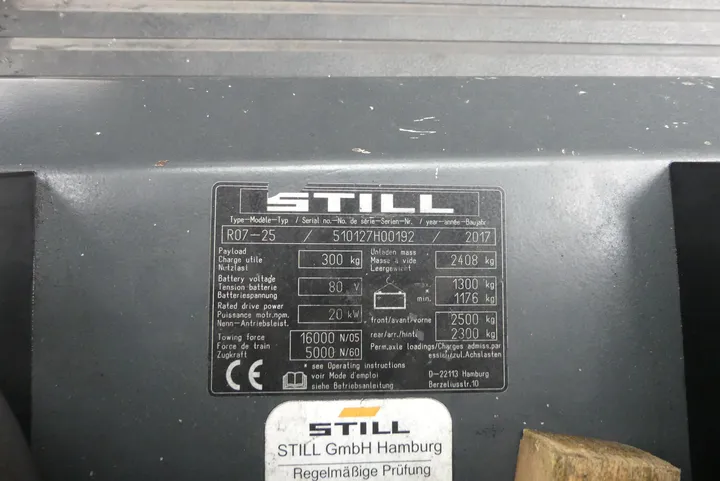 STILL
Type-Modèle-Typ / Serial no.-No. de série-Serien-Nr. / year-année-Baujahr
R07-25 / 510127H00192 / 2017
Payload
Charge utile 300 kg
Nutzlast
Unladen mass
Masse à vide 2408 kg
Leergewicht
Battery voltage
Tension-batterie 80 V
Batteriespannung
max. 1300 kg
min. 1176 kg
Rated drive power
Puissance motr.nom. 20 kW
Nenn-Antriebsleist.
front/avant/vorne 2500 kg
rear/arr./hint. 2300 kg
Towing force 16000 N/05
Force de train
Zugkraft 5000 N/60
Perm.axle loadings/Charges admiss.par
essieu/zul.Achslasten
* see Operating instructions
voir Mode d'emploi
siehe Betriebsanleitung
D-22113 Hamburg
Berzeliusstr.10
CE
STILL
STILL GmbH Hamburg
Regelmäßige Prüfung